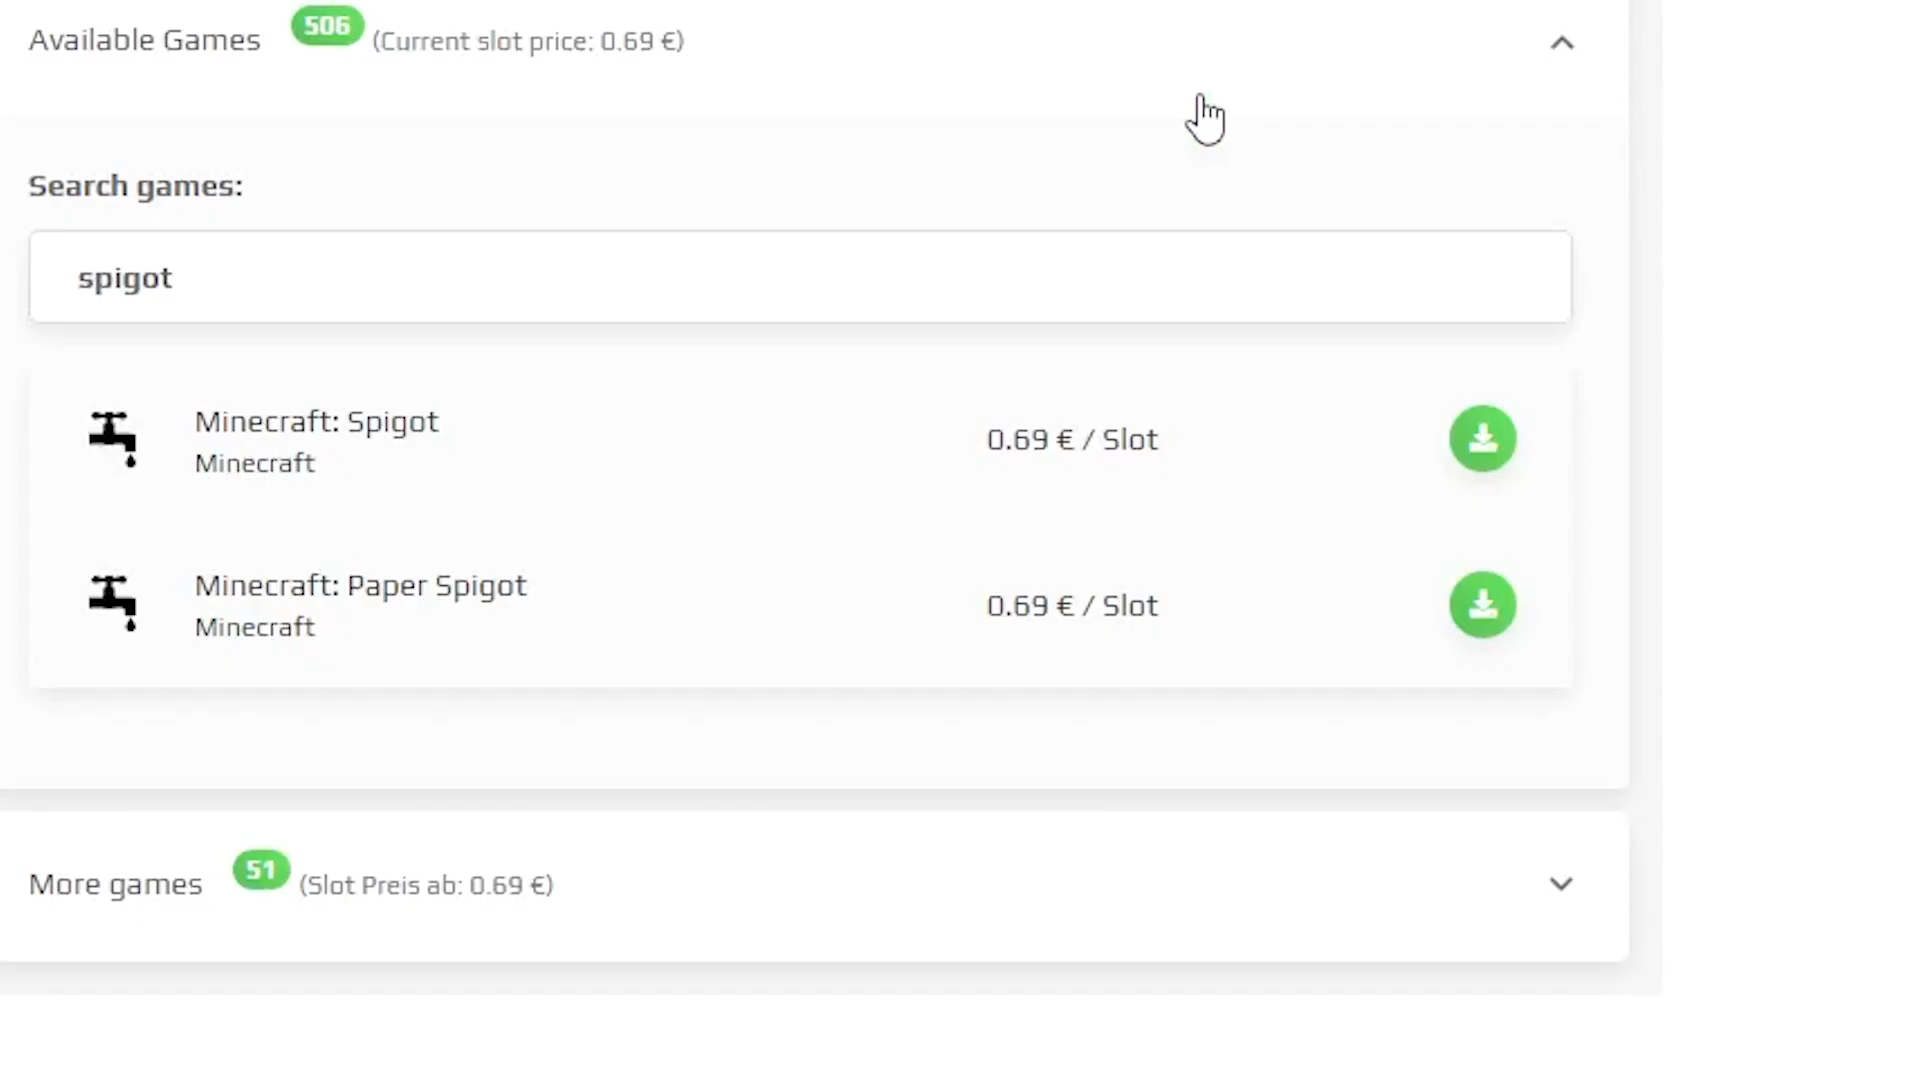 Available Games 506 (Current slot price: 0.69 €)
Search games:
spigot
Minecraft: Spigot
Minecraft
0.69 € / Slot
Minecraft: Paper Spigot
Minecraft
0.69 € / Slot
More games 51 (Slot Preis ab: 0.69 €)